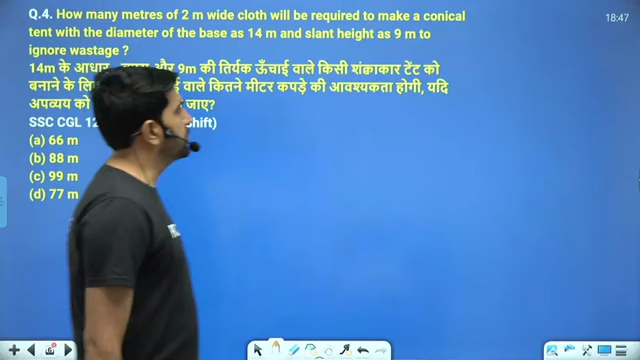 Q.4. How many metres of 2 m wide cloth will be required to make a conical
18:47
tent with the diameter of the base as 14 m and slant height as 9 m to
ignore wastage ?
14m के आधार और 9m की तिर्यक ऊँचाई वाले किसी शंक्वाकार टेंट को
बनाने के वाले कितने मीटर कपड़े की आवश्यकता होगी, यदि
अपव्यय को जाए?
SSC CGL 12
(a) 66 m
(b) 88 m
(c) 99 m
(d) 77 m